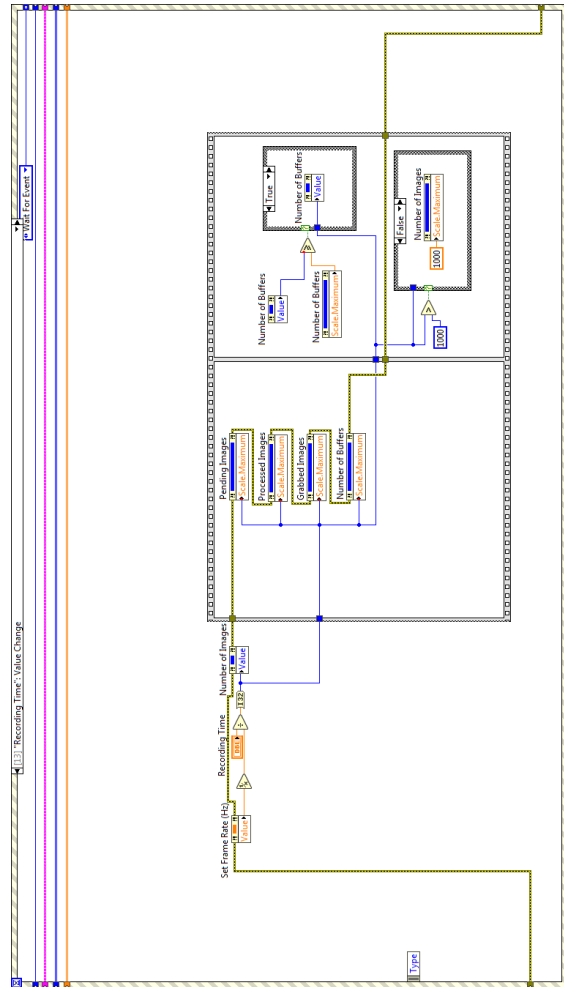 [13] "Recording Time": Value Change
Wait For Event
Type
Set Frame Rate (Hz)
Value
Recording Time
DBL
I32
Number of Images
Value
Pending Images
Scale.Maximum
Processed Images
Scale.Maximum
Grabbed Images
Scale.Maximum
Number of Buffers
Scale.Maximum
Number of Buffers
Value
Number of Buffers
Scale.Maximum
True
Number of Buffers
Value
1000
False
Number of Images
Scale.Maximum
1000